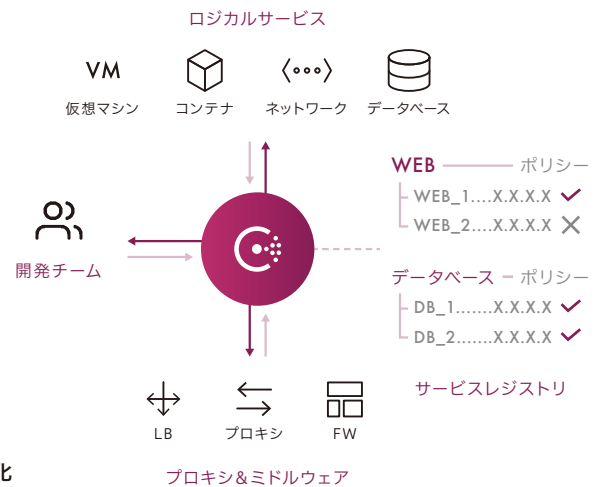 ロジカルサービス
VM
仮想マシン
コンテナ
ネットワーク
データベース
WEB ポリシー
WEB_1....X.X.X.X
WEB_2....X.X.X.X
開発チーム
データベース ポリシー
DB_1.......X.X.X.X
DB_2.......X.X.X.X
サービスレジストリ
LB
プロキシ
FW
プロキシ&ミドルウェア